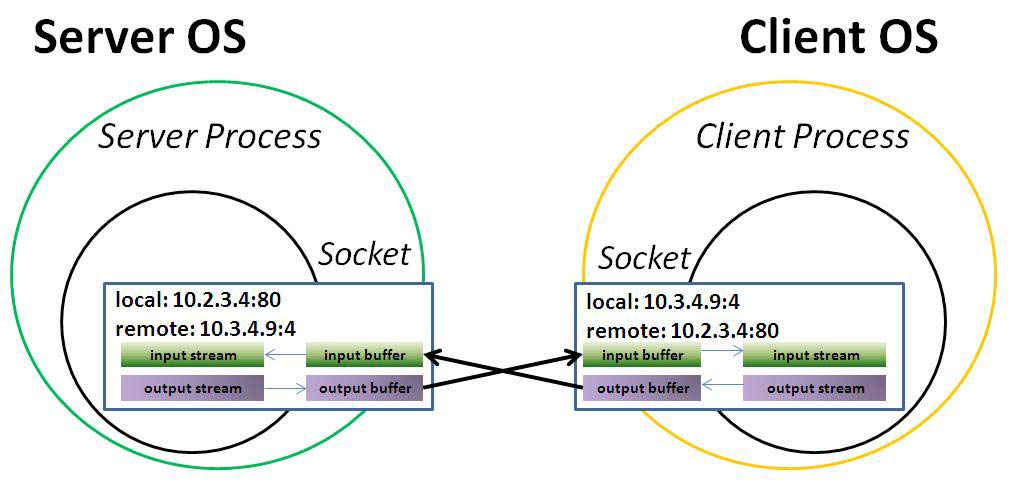 Server OS
Client OS
Server Process
Client Process
Socket
Socket
local: 10.2.3.4:80
remote: 10.3.4.9:4
input stream
input buffer
output stream
output buffer
local: 10.3.4.9:4
remote: 10.2.3.4:80
input buffer
input stream
output buffer
output stream